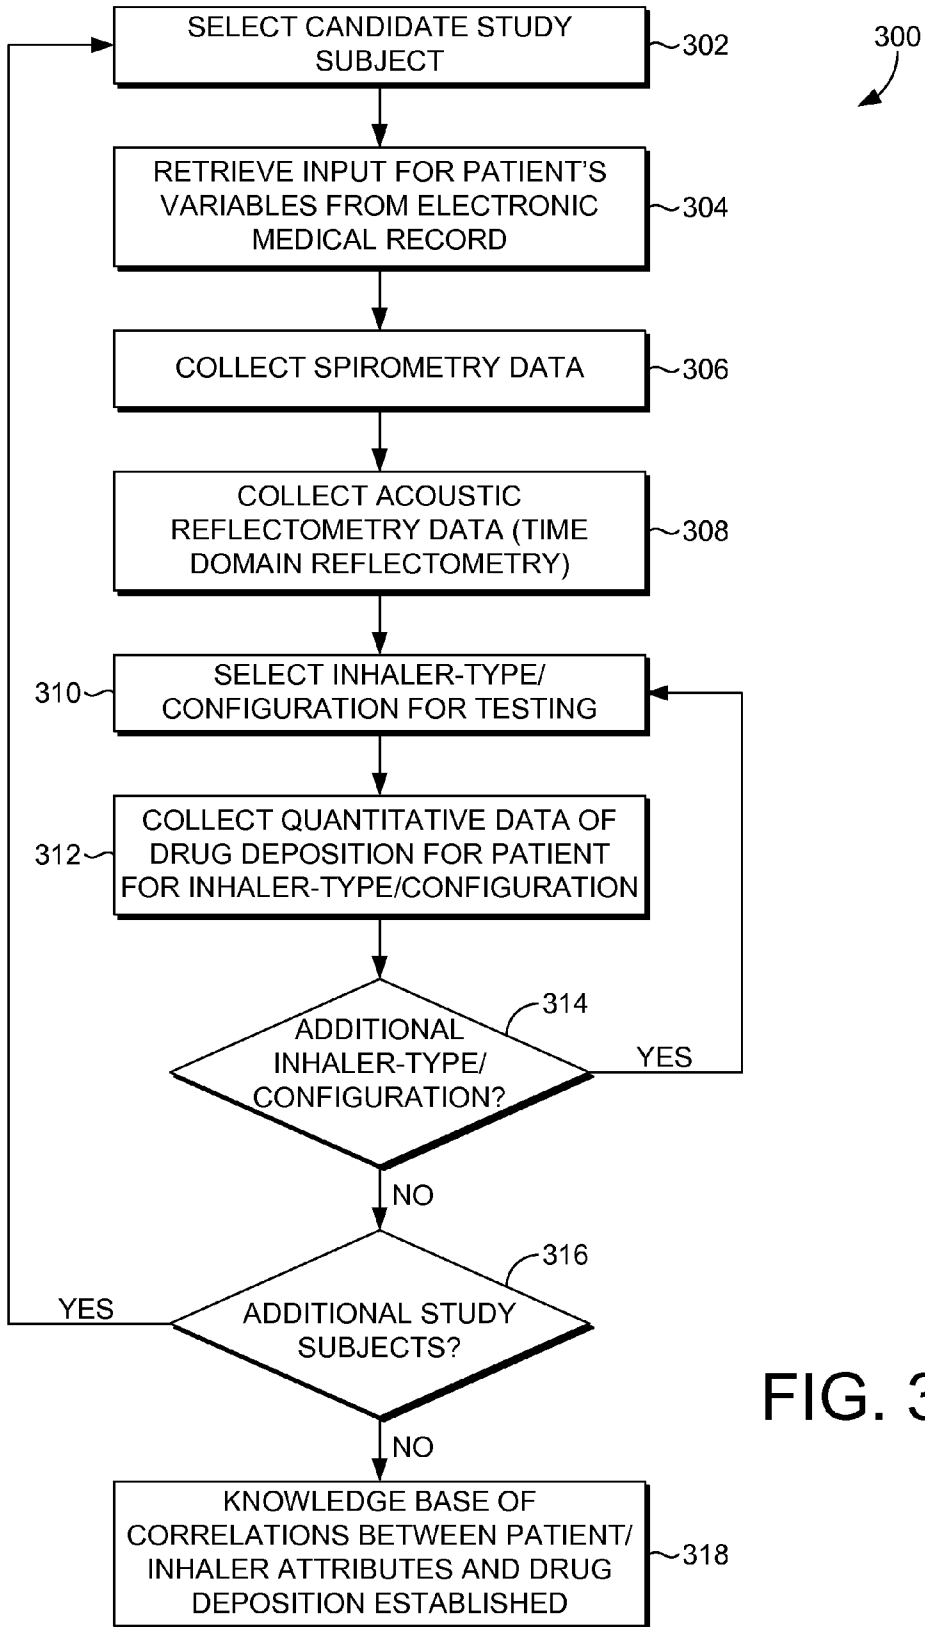 SELECT CANDIDATE STUDY
SUBJECT
302
300
RETRIEVE INPUT FOR PATIENT'S
VARIABLES FROM ELECTRONIC
MEDICAL RECORD
304
COLLECT SPIROMETRY DATA
306
COLLECT ACOUSTIC
REFLECTOMETRY DATA (TIME
DOMAIN REFLECTOMETRY)
308
SELECT INHALER-TYPE/
CONFIGURATION FOR TESTING
310
COLLECT QUANTITATIVE DATA OF
DRUG DEPOSITION FOR PATIENT
FOR INHALER-TYPE/CONFIGURATION
312
ADDITIONAL
INHALER-TYPE/
CONFIGURATION?
314
YES
NO
ADDITIONAL STUDY
SUBJECTS?
316
YES
NO
FIG. 3
KNOWLEDGE BASE OF
CORRELATIONS BETWEEN PATIENT/
INHALER ATTRIBUTES AND DRUG
DEPOSITION ESTABLISHED
318